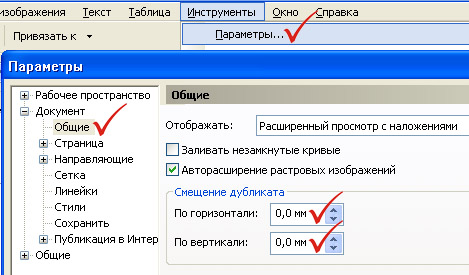 изображения Текст Таблица Инструменты Окно Справка
Привязать к Параметры...
Параметры
Рабочее пространство
Документ
Общие
Страница
Направляющие
Сетка
Линейки
Стили
Сохранить
Публикация в Интер
Общие
Общие
Отображать: Расширенный просмотр с наложениями
Заливать незамкнутые кривые
Авторасширение растровых изображений
Смещение дубликата
По горизонтали: 0,0 мм
По вертикали: 0,0 мм